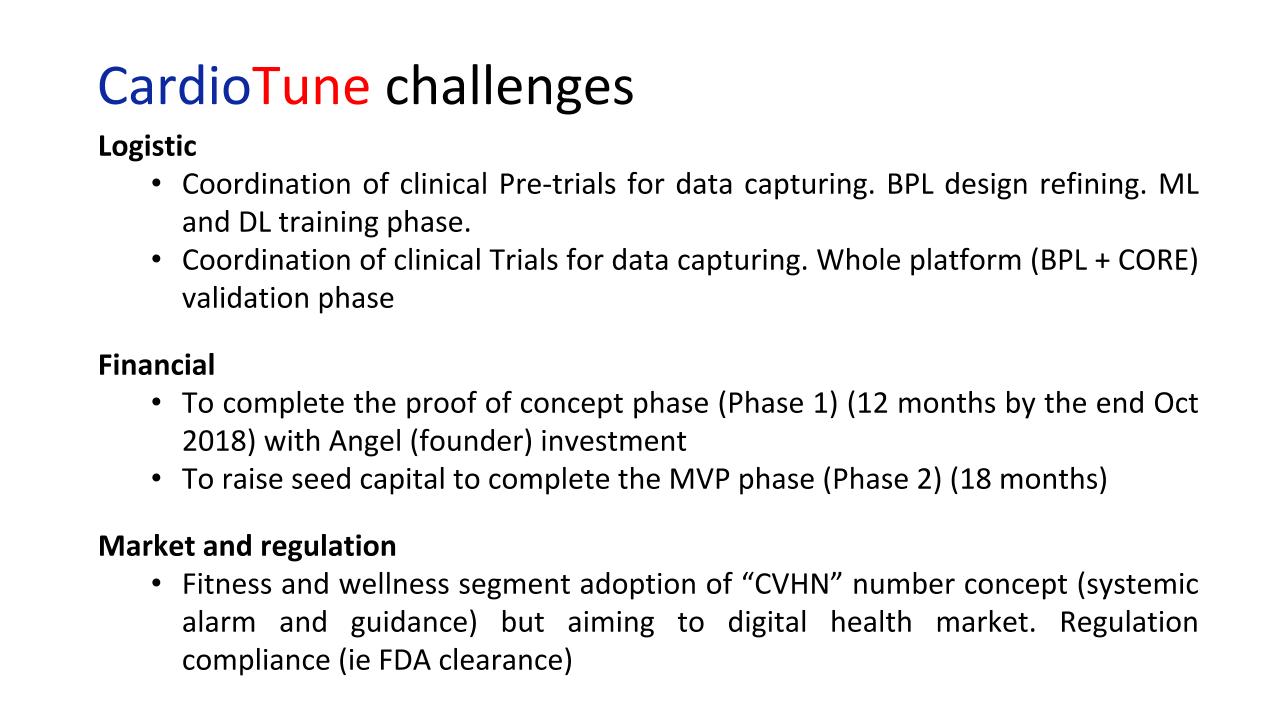 CardioTune challenges
Logistic
• Coordination of clinical Pre-trials for data capturing. BPL design refining. ML
and DL training phase.
• Coordination of clinical Trials for data capturing. Whole platform (BPL + CORE)
validation phase
Financial
• To complete the proof of concept phase (Phase 1) (12 months by the end Oct
2018) with Angel (founder) investment
• To raise seed capital to complete the MVP phase (Phase 2) (18 months)
Market and regulation
• Fitness and wellness segment adoption of “CVHN” number concept (systemic
alarm and guidance) but aiming to digital health market. Regulation
compliance (ie FDA clearance)